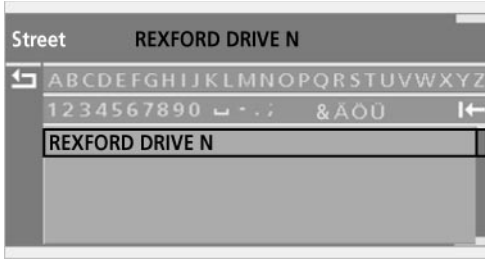 Street REXFORD DRIVE N
ABCDEFGHIJKLMNOPQRSTUVWXYZ
1234567890 ␣ - . ; &ÄÖÜ
REXFORD DRIVE N